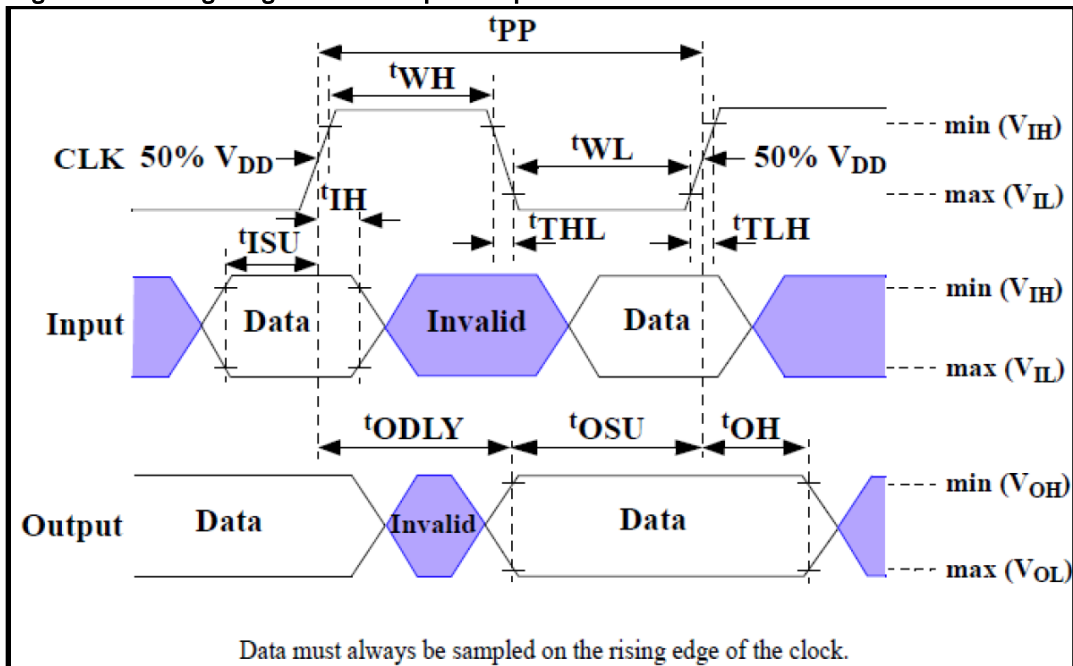 tPP
tWH
min (VIH)
CLK 50% VDD
tWL
50% VDD
tIH
max (VIL)
tISU
tTHL
tTLH
min (VIH)
Input
Data
Invalid
Data
max (VIL)
tODLY
tOSU
tOH
min (VOH)
Output
Data
Invalid
Data
max (VOL)
Data must always be sampled on the rising edge of the clock.